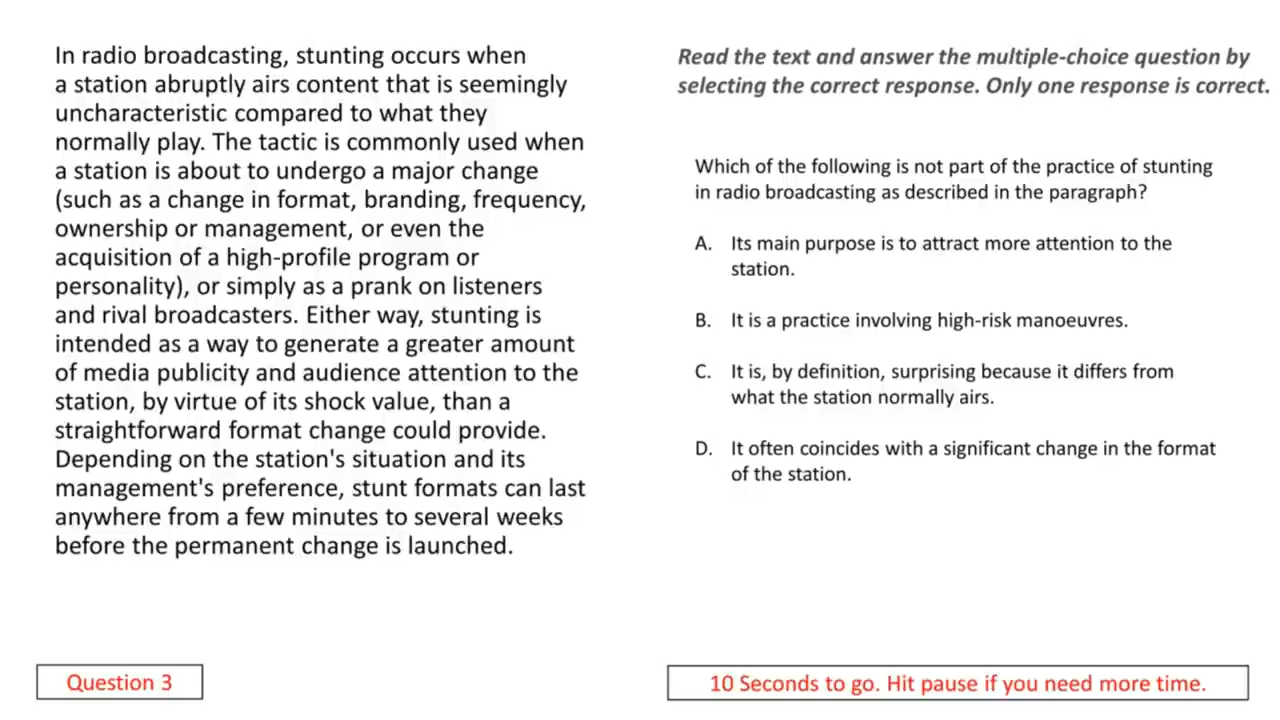 In radio broadcasting, stunting occurs when
a station abruptly airs content that is seemingly
uncharacteristic compared to what they
normally play. The tactic is commonly used when
a station is about to undergo a major change
(such as a change in format, branding, frequency,
ownership or management, or even the
acquisition of a high-profile program or
personality), or simply as a prank on listeners
and rival broadcasters. Either way, stunting is
intended as a way to generate a greater amount
of media publicity and audience attention to the
station, by virtue of its shock value, than a
straightforward format change could provide.
Depending on the station's situation and its
management's preference, stunt formats can last
anywhere from a few minutes to several weeks
before the permanent change is launched.
Question 3
Read the text and answer the multiple-choice question by
selecting the correct response. Only one response is correct.
Which of the following is not part of the practice of stunting
in radio broadcasting as described in the paragraph?
A. Its main purpose is to attract more attention to the
station.
B. It is a practice involving high-risk manoeuvres.
C. It is, by definition, surprising because it differs from
what the station normally airs.
D. It often coincides with a significant change in the format
of the station.
10 Seconds to go. Hit pause if you need more time.